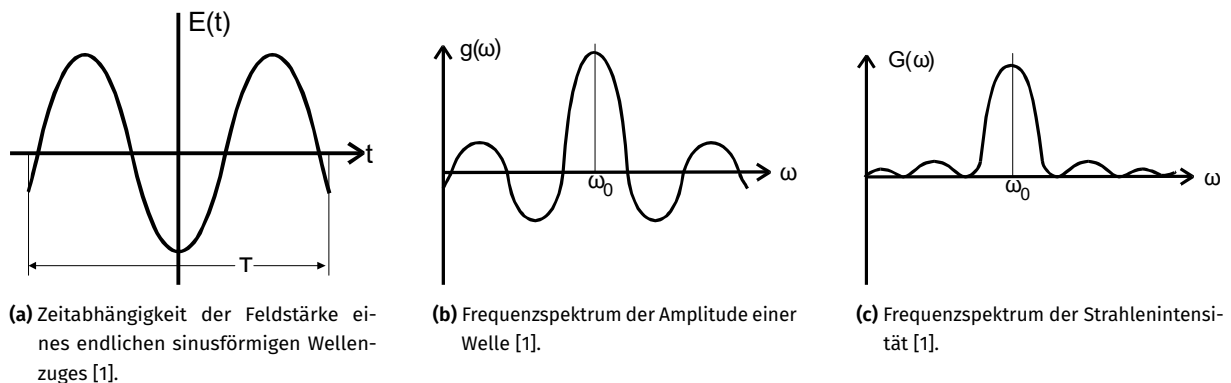 E(t)
t
T
g(ω)
ω
ω0
G(ω)
ω
ω0
(a) Zeitabhängigkeit der Feldstärke ei-
nes endlichen sinusförmigen Wellen-
zuges [1].
(b) Frequenzspektrum der Amplitude einer
Welle [1].
(c) Frequenzspektrum der Strahlenintensi-
tät [1].